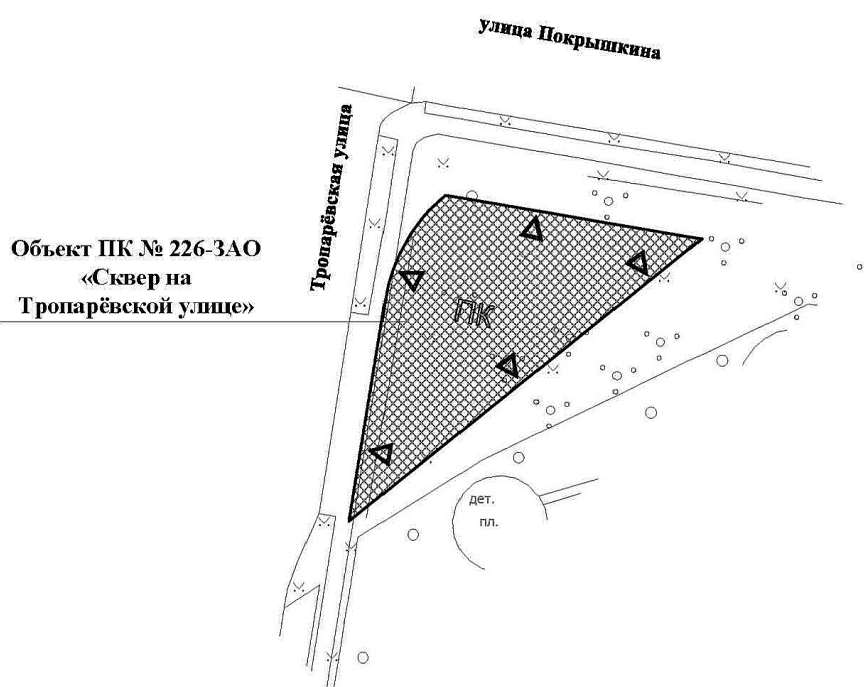 улица Покрышкина
Тропарёвская улица
Объект ПК № 226-ЗАО
«Сквер на
Тропарёвской улице»
ПК
дет.
пл.